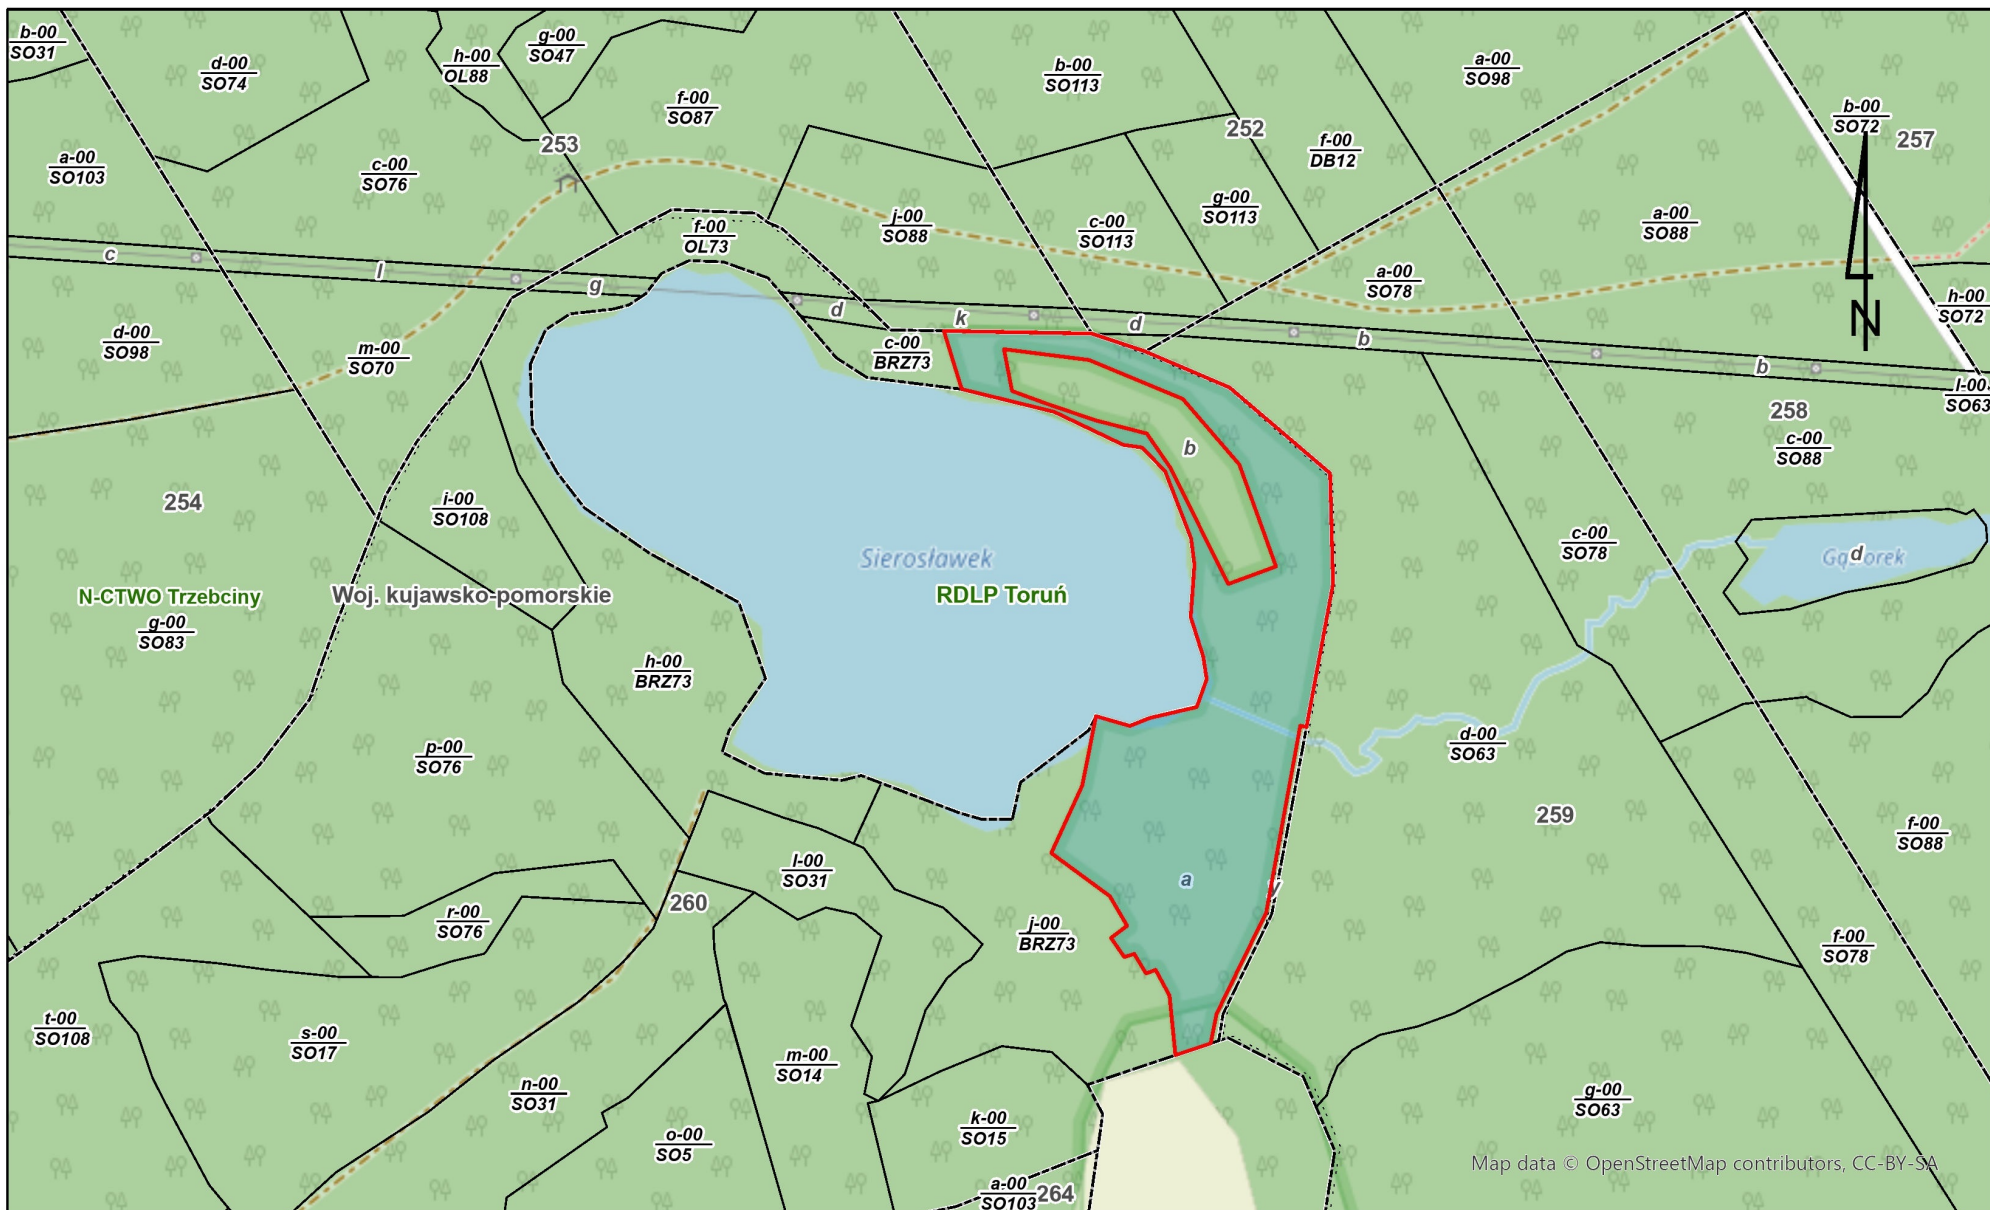 b-00
SO31
d-00
SO74
h-00
OL88
g-00
SO47
f-00
SO87
b-00
SO113
a-00
SO98
b-00
SO72
257
252
f-00
DB12
253
a-00
SO103
c-00
SO76
g-00
SO113
a-00
SO88
f-00
OL73
j-00
SO88
c-00
SO113
c
l
g
a-00
SO78
h-00
SO72
N
d
k
d
b
b
d-00
SO98
m-00
SO70
c-00
BRZ73
l-00
SO63
258
c-00
SO88
b
254
i-00
SO108
c-00
SO78
Sierosławek
d
N-CTWO Trzebciny
Woj. kujawsko-pomorskie
RDLP Toruń
g-00
SO83
h-00
BRZ73
p-00
SO76
d-00
SO63
259
f-00
SO88
l-00
SO31
a
y
260
r-00
SO76
j-00
BRZ73
f-00
SO78
t-00
SO108
s-00
SO17
m-00
SO14
n-00
SO31
g-00
SO63
k-00
SO15
o-00
SO5
Map data © OpenStreetMap contributors, CC-BY-SA
a-00
SO103
264